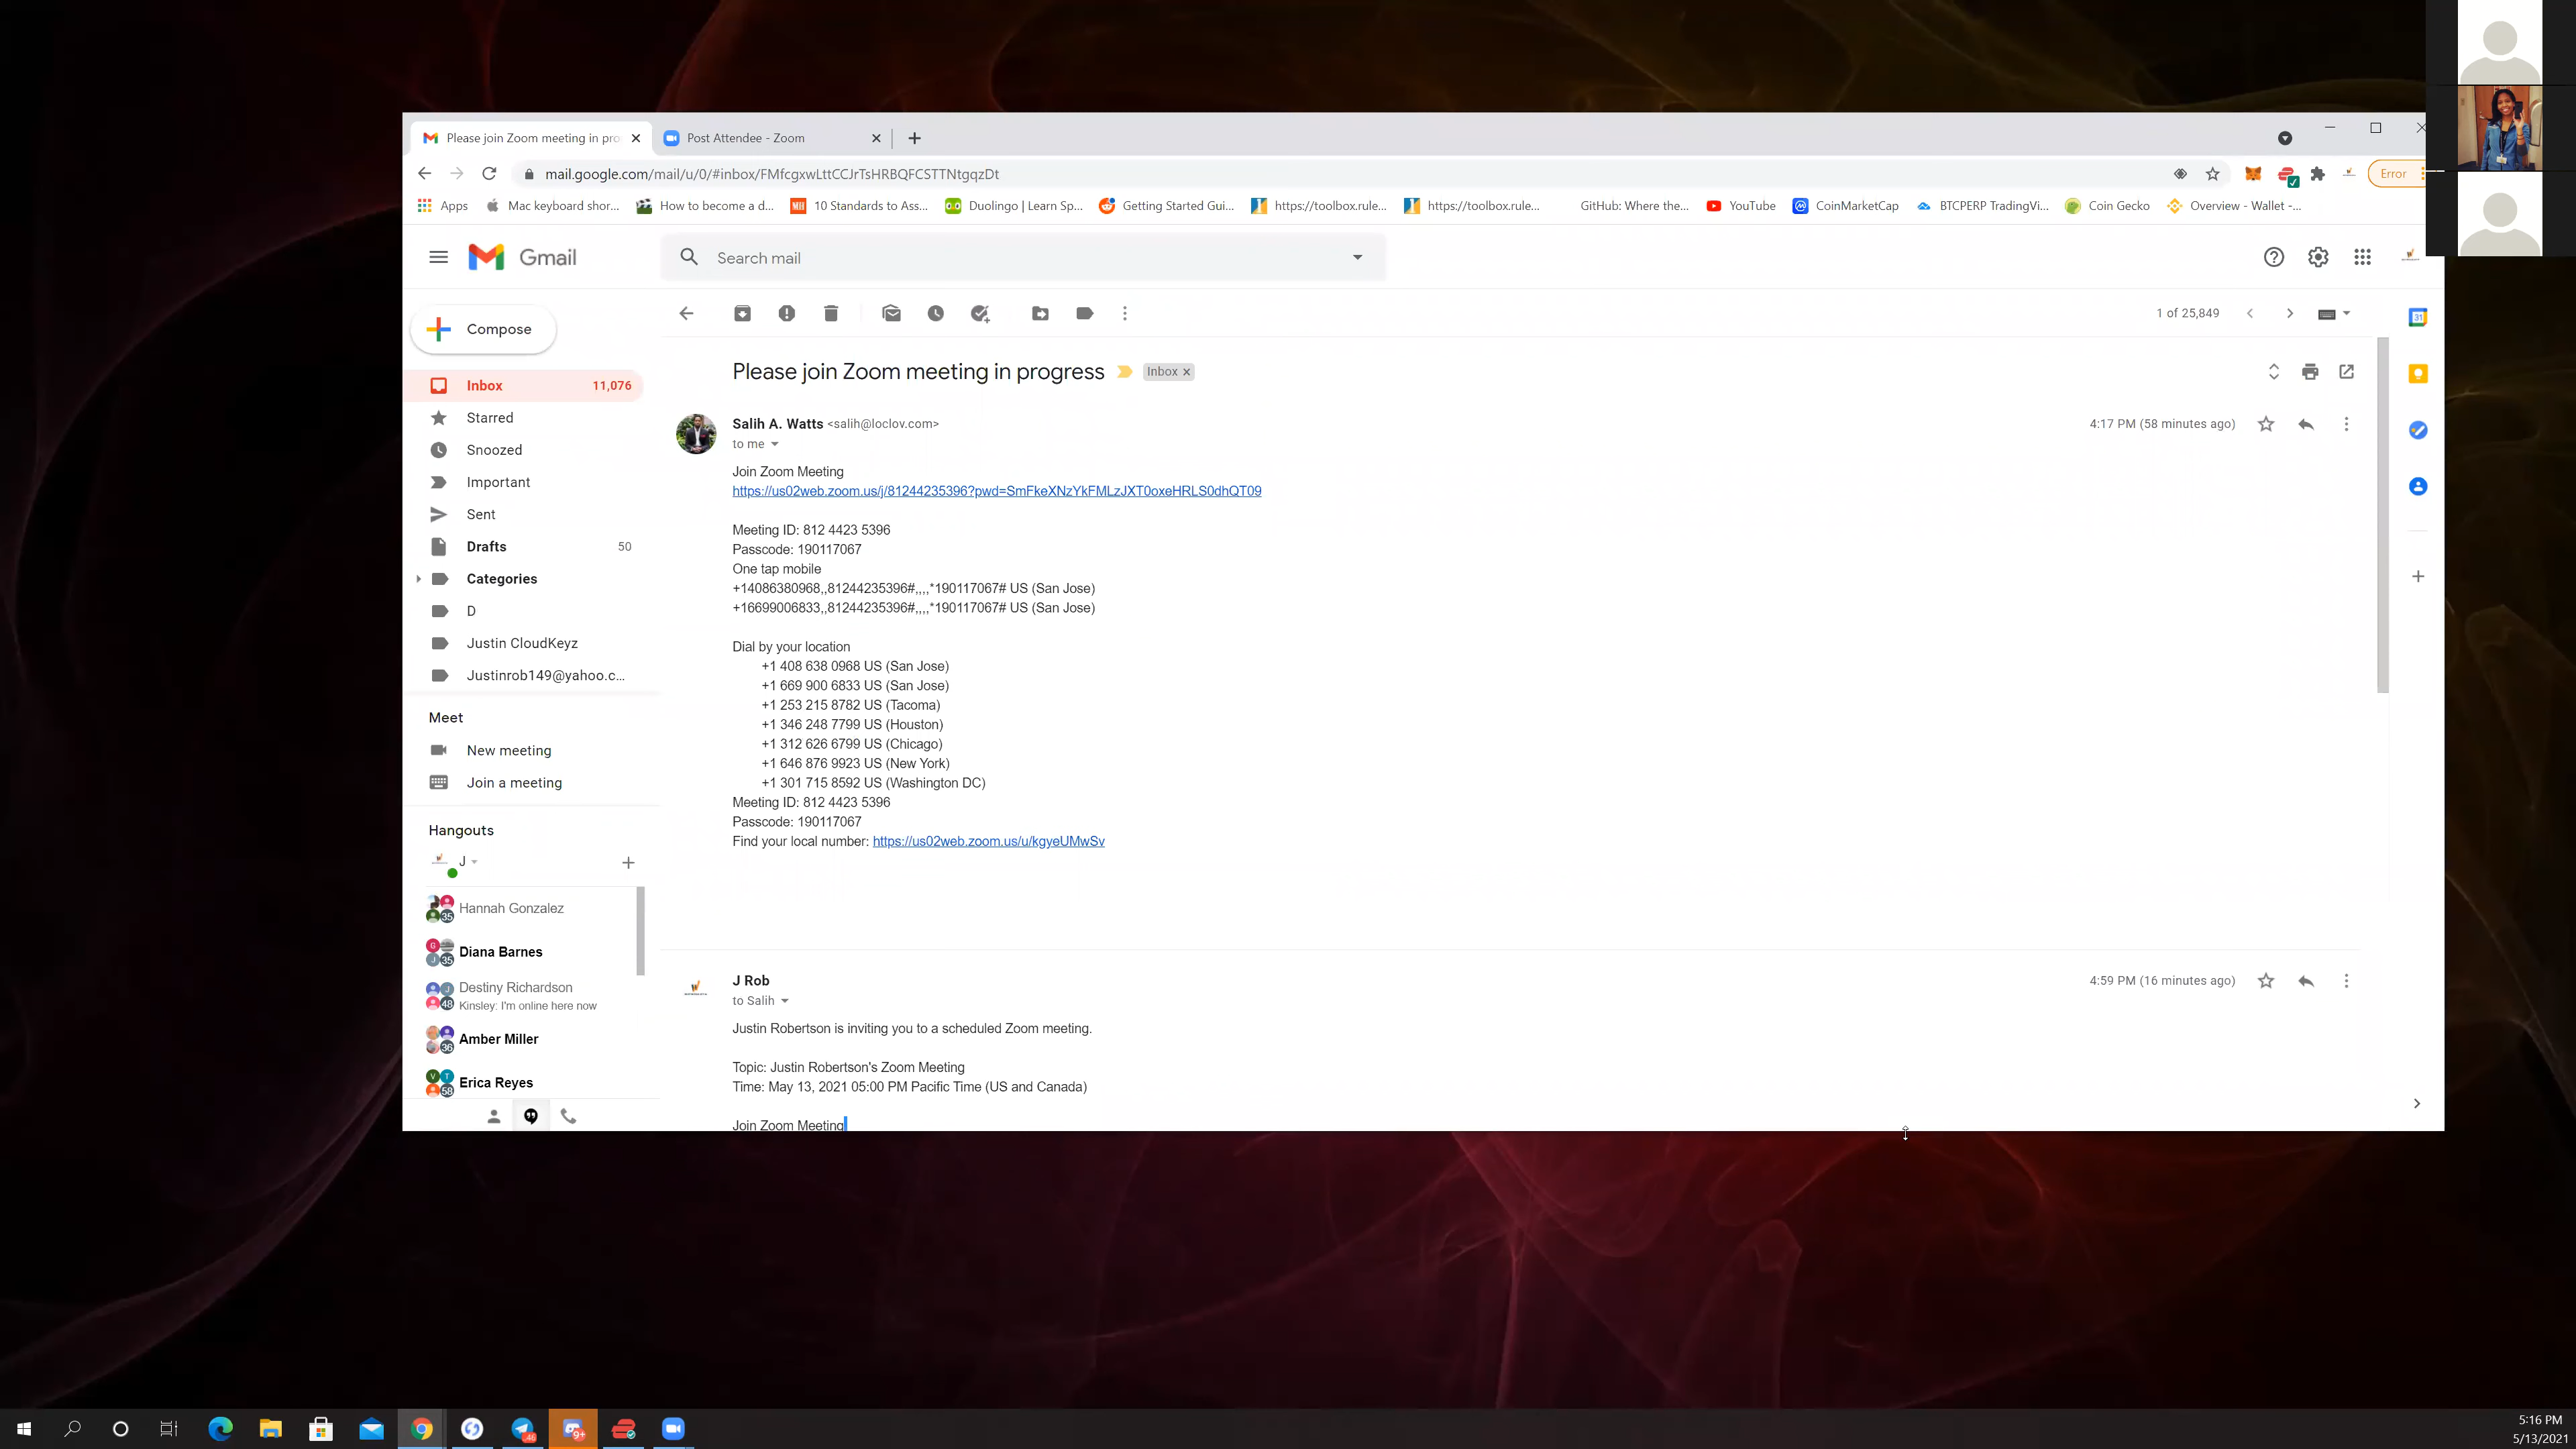 Please join Zoom meeting in pro
Post Attendee - Zoom
mail.google.com/mail/u/0/#inbox/FMfcgxwLttCCJrTsHRBQFCSTTNtgqzDt
Error
Apps
Mac keyboard shor...
How to become a d...
10 Standards to Ass...
Duolingo | Learn Sp...
Getting Started Gui...
https://toolbox.rule...
https://toolbox.rule...
GitHub: Where the...
YouTube
CoinMarketCap
BTCPERP TradingVi...
Coin Gecko
Overview - Wallet -...
Gmail
Search mail
Compose
1 of 25,849
Inbox 11,076
Starred
Snoozed
Important
Sent
Drafts 50
Categories
D
Justin CloudKeyz
Justinrob149@yahoo.c...
Meet
New meeting
Join a meeting
Hangouts
J
35 Hannah Gonzalez
35 Diana Barnes
48 Destiny Richardson
Kinsley: I'm online here now
36 Amber Miller
58 Erica Reyes
Please join Zoom meeting in progress Inbox
Salih A. Watts <salih@loclov.com> 4:17 PM (58 minutes ago)
to me
Join Zoom Meeting
https://us02web.zoom.us/j/81244235396?pwd=SmFkeXNzYkFMLzJXT0oxeHRLS0dhQT09
Meeting ID: 812 4423 5396
Passcode: 190117067
One tap mobile
+14086380968,,81244235396#,,,,*190117067# US (San Jose)
+16699006833,,81244235396#,,,,*190117067# US (San Jose)
Dial by your location
+1 408 638 0968 US (San Jose)
+1 669 900 6833 US (San Jose)
+1 253 215 8782 US (Tacoma)
+1 346 248 7799 US (Houston)
+1 312 626 6799 US (Chicago)
+1 646 876 9923 US (New York)
+1 301 715 8592 US (Washington DC)
Meeting ID: 812 4423 5396
Passcode: 190117067
Find your local number: https://us02web.zoom.us/u/kgyeUMwSv
J Rob 4:59 PM (16 minutes ago)
to Salih
Justin Robertson is inviting you to a scheduled Zoom meeting.
Topic: Justin Robertson's Zoom Meeting
Time: May 13, 2021 05:00 PM Pacific Time (US and Canada)
Join Zoom Meeting
31
46
9+
5:16 PM
5/13/2021